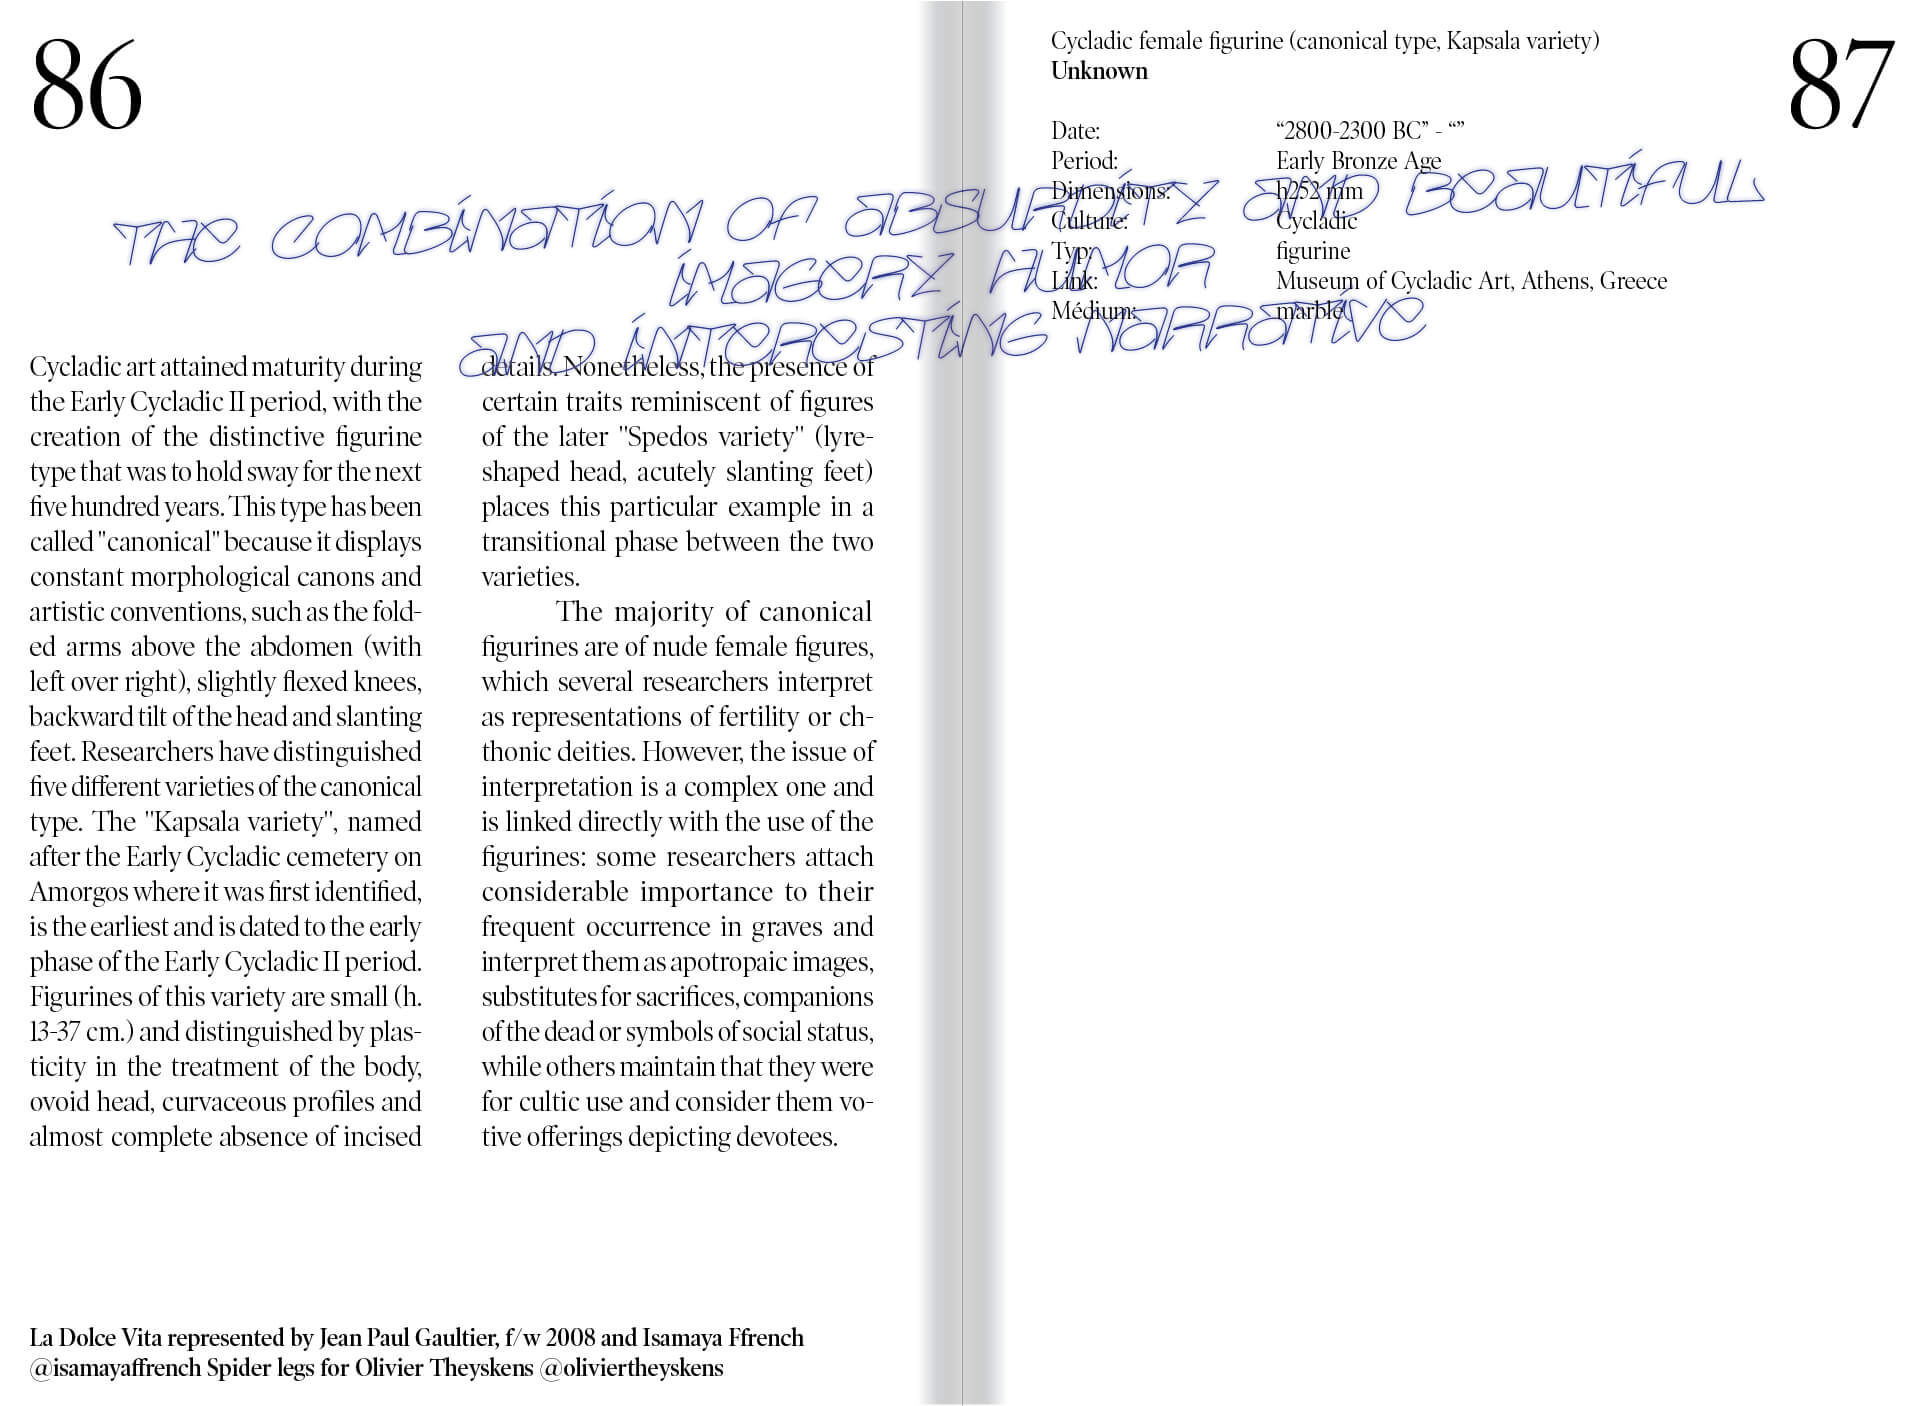 86
THE COMBINATION OF ABSURDITY AND BEAUTIFUL
IMAGERY HUMOR
AND INTERESTING NARRATIVE
Cycladic art attained maturity during
the Early Cycladic II period, with the
creation of the distinctive figurine
type that was to hold sway for the next
five hundred years. This type has been
called "canonical" because it displays
constant morphological canons and
artistic conventions, such as the fold-
ed arms above the abdomen (with
left over right), slightly flexed knees,
backward tilt of the head and slanting
feet. Researchers have distinguished
five different varieties of the canonical
type. The "Kapsala variety", named
after the Early Cycladic cemetery on
Amorgos where it was first identified,
is the earliest and is dated to the early
phase of the Early Cycladic II period.
Figurines of this variety are small (h.
13-37 cm.) and distinguished by plas-
ticity in the treatment of the body,
ovoid head, curvaceous profiles and
almost complete absence of incised
details. Nonetheless, the presence of
certain traits reminiscent of figures
of the later "Spedos variety" (lyre-
shaped head, acutely slanting feet)
places this particular example in a
transitional phase between the two
varieties.
The majority of canonical
figurines are of nude female figures,
which several researchers interpret
as representations of fertility or ch-
thonic deities. However, the issue of
interpretation is a complex one and
is linked directly with the use of the
figurines: some researchers attach
considerable importance to their
frequent occurrence in graves and
interpret them as apotropaic images,
substitutes for sacrifices, companions
of the dead or symbols of social status,
while others maintain that they were
for cultic use and consider them vo-
tive offerings depicting devotees.
La Dolce Vita represented by Jean Paul Gaultier, f/w 2008 and Isamaya Ffrench
@isamayaffrench Spider legs for Olivier Theyskens @oliviertheyskens
Cycladic female figurine (canonical type, Kapsala variety)
Unknown
87
Date: “2800-2300 BC” - “”
Period: Early Bronze Age
Dimensions: h252 mm
Culture: Cycladic
Typ: figurine
Link: Museum of Cycladic Art, Athens, Greece
Médium: marble